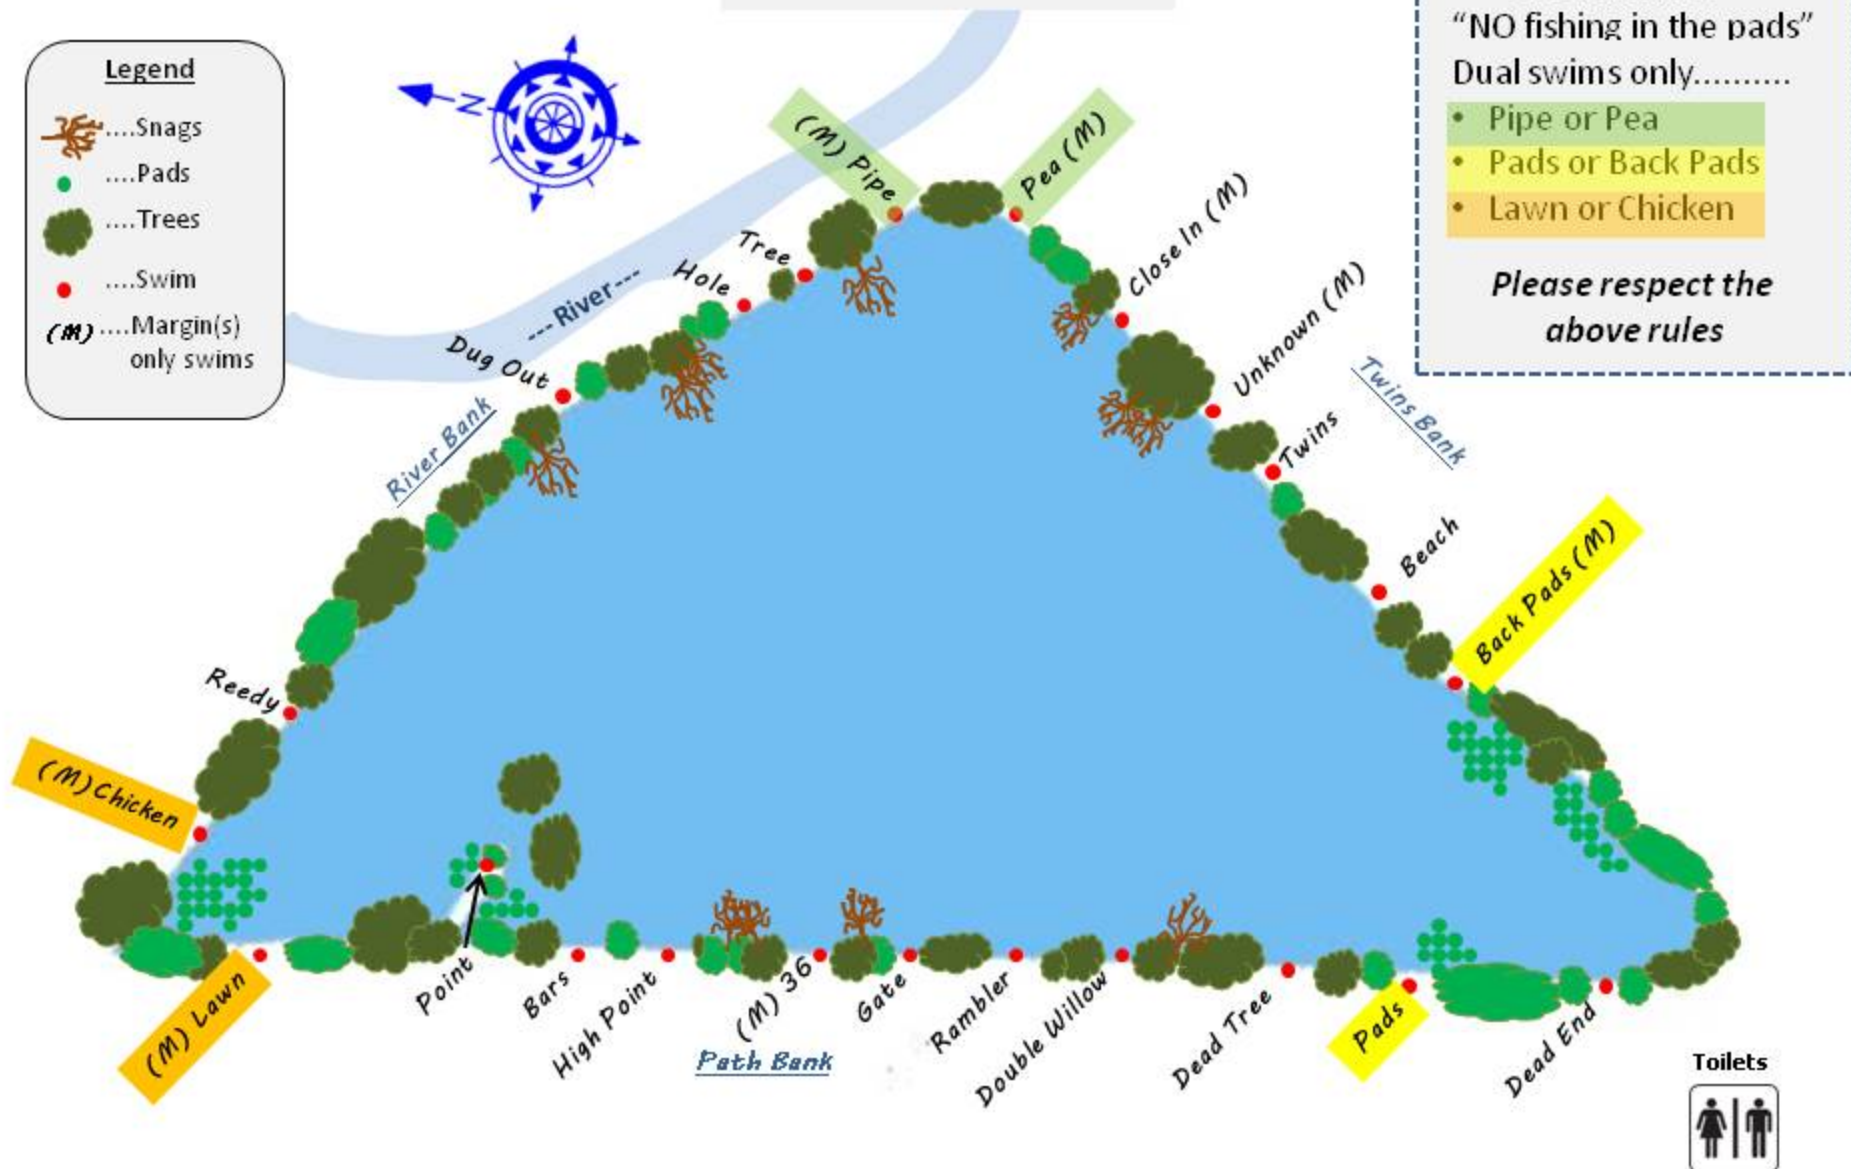 Legend
....Snags
....Pads
....Trees
....Swim
(M) ....Margin(s)
only swims
N
“NO fishing in the pads”
Dual swims only..........
• Pipe or Pea
• Pads or Back Pads
• Lawn or Chicken
Please respect the
above rules
(M) Pipe
Pea (M)
Close In (M)
Unknown (M)
Twins
Twins Bank
Beach
Back Pads (M)
Tree
Hole
---River---
Dug Out
River Bank
Reedy
(M) Chicken
(M) Lawn
Point
Bars
High Point
(M) 36
Gate
Rambler
Double Willow
Dead Tree
Pads
Dead End
Path Bank
Toilets